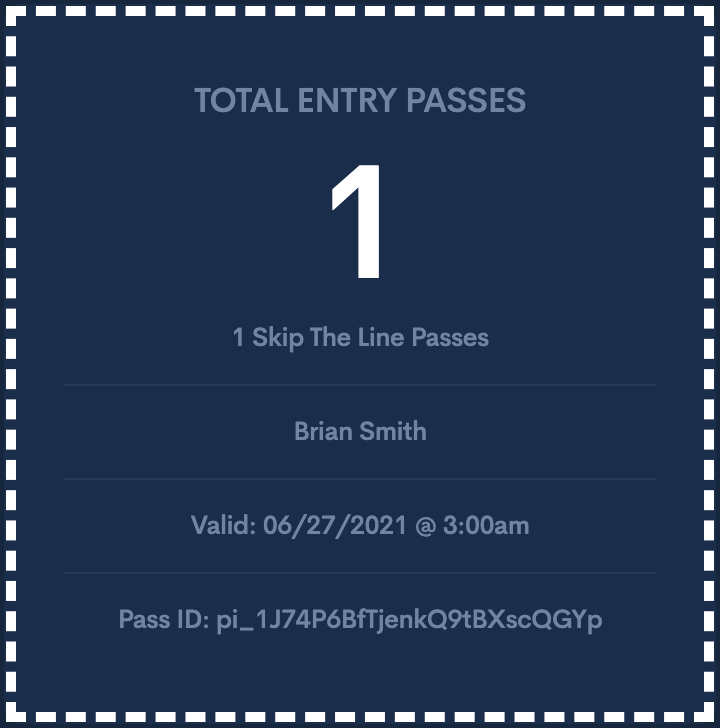 TOTAL ENTRY PASSES
1
1 Skip The Line Passes
Brian Smith
Valid: 06/27/2021 @ 3:00am
Pass ID: pi_1J74P6BfTjenkQ9tBXscQGYp